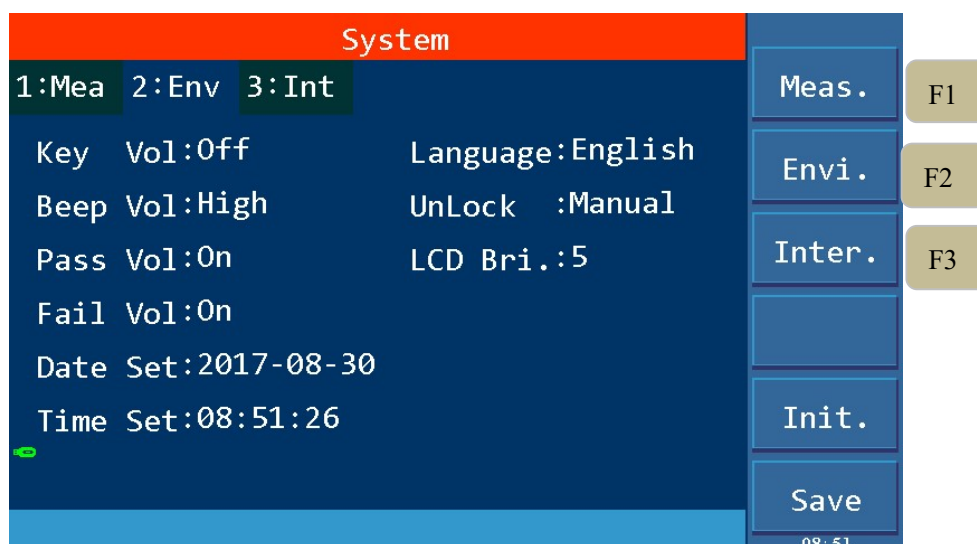 System
1:Mea 2:Env 3:Int
Key Vol:Off Language:English
Beep Vol:High UnLock :Manual
Pass Vol:On LCD Bri.:5
Fail Vol:On
Date Set:2017-08-30
Time Set:08:51:26
Meas. F1
Envi. F2
Inter. F3
Init.
Save
08:51